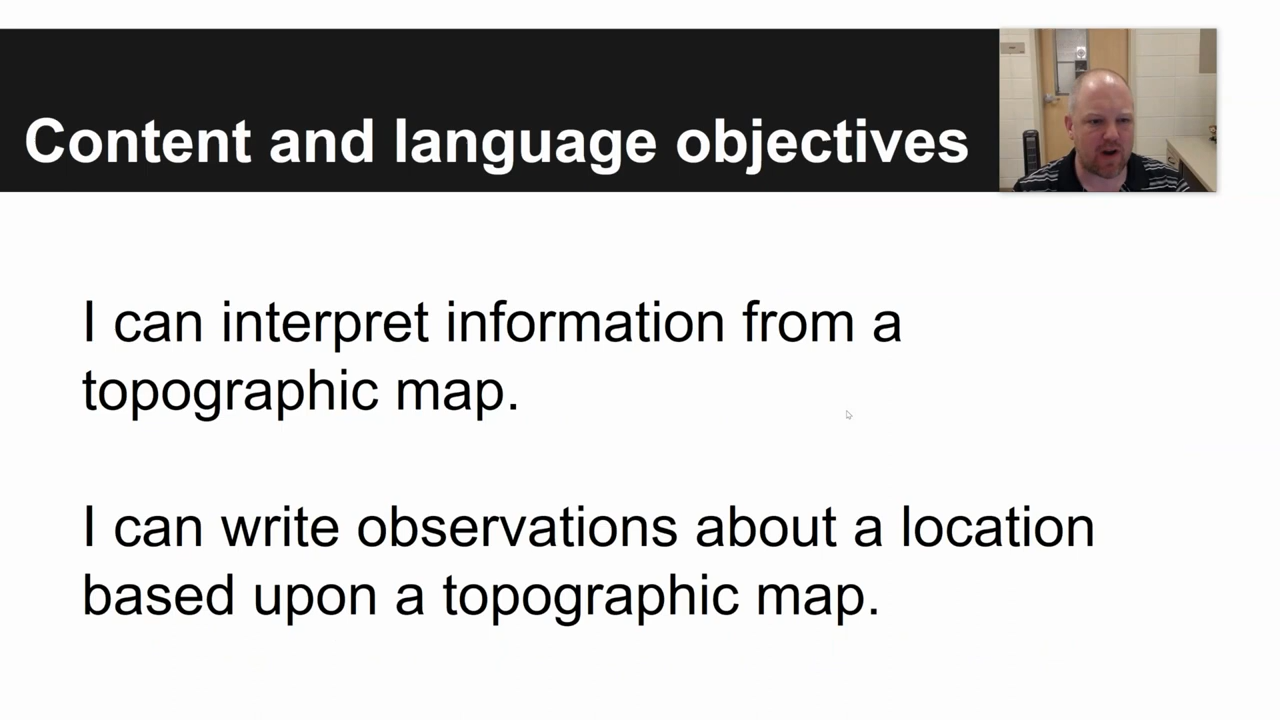 Content and language objectives
I can interpret information from a
topographic map.
I can write observations about a location
based upon a topographic map.